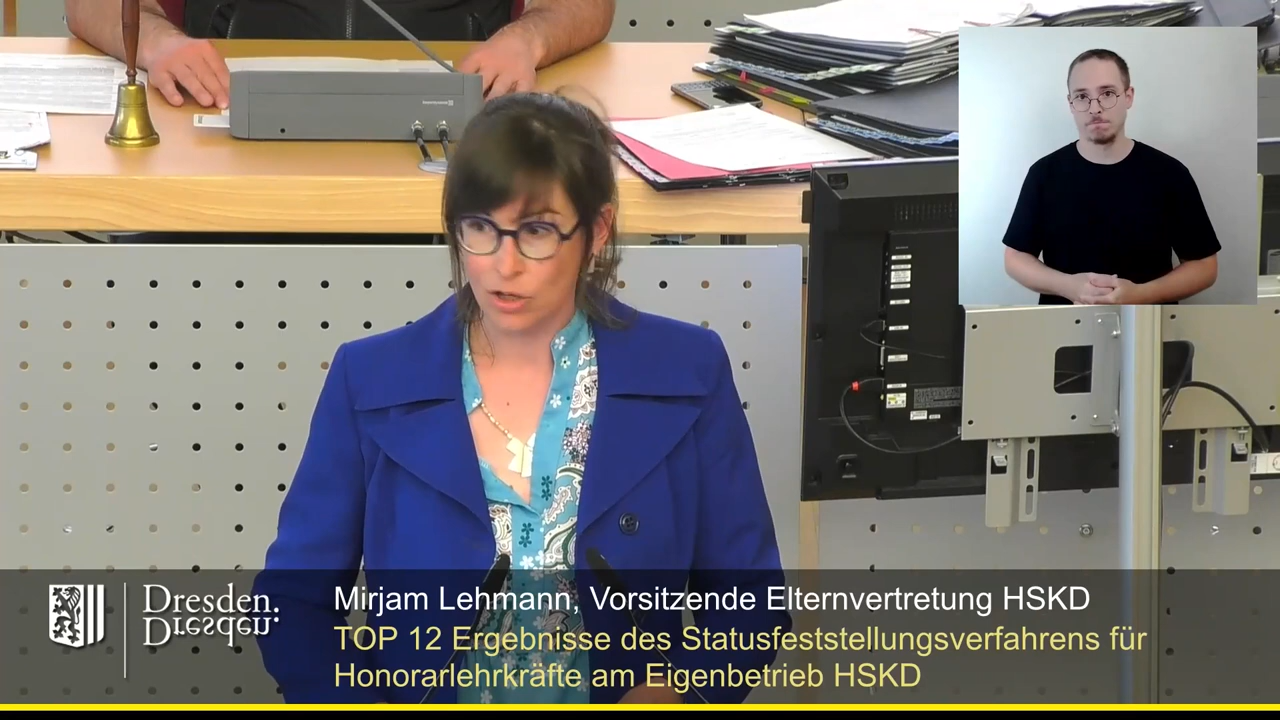 Mirjam Lehmann, Vorsitzende Elternvertretung HSKD
Dresden.
Dresden.
TOP 12 Ergebnisse des Statusfeststellungsverfahrens für
Honorarlehrkräfte am Eigenbetrieb HSKD